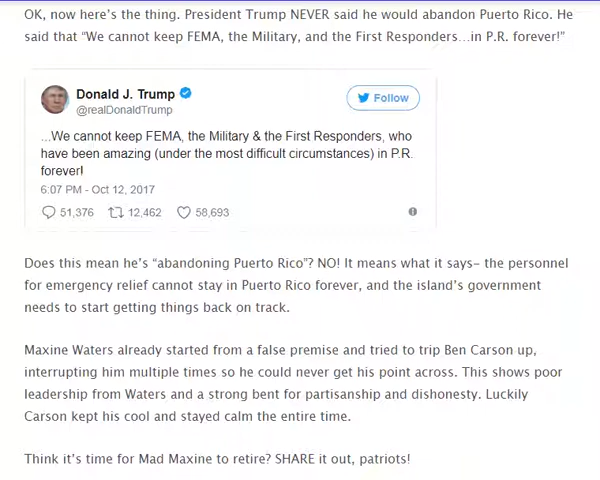 OK, now here's the thing. President Trump NEVER said he would abandon Puerto Rico. He
said that “We cannot keep FEMA, the Military, and the First Responders…in P.R. forever!”
Donald J. Trump
Follow
@realDonaldTrump
...We cannot keep FEMA, the Military & the First Responders, who
have been amazing (under the most difficult circumstances) in P.R.
forever!
6:07 PM - Oct 12, 2017
51,376 12,462 58,693
Does this mean he's “abandoning Puerto Rico”? NO! It means what it says– the personnel
for emergency relief cannot stay in Puerto Rico forever, and the island's government
needs to start getting things back on track.
Maxine Waters already started from a false premise and tried to trip Ben Carson up,
interrupting him multiple times so he could never get his point across. This shows poor
leadership from Waters and a strong bent for partisanship and dishonesty. Luckily
Carson kept his cool and stayed calm the entire time.
Think it's time for Mad Maxine to retire? SHARE it out, patriots!